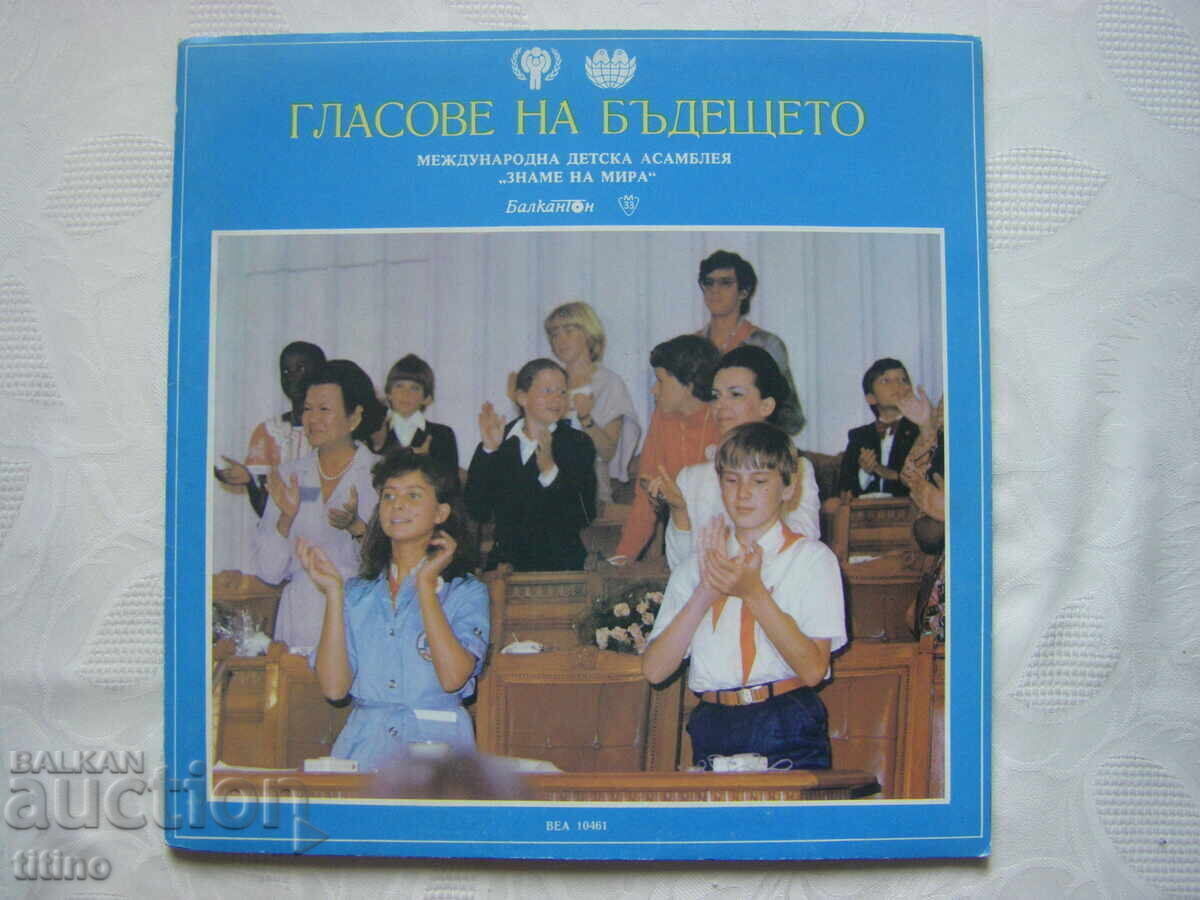 ГЛАСОВЕ НА БЪДЕЩЕТО
МЕЖДУНАРОДНА ДЕТСКА АСАМБЛЕЯ
„ЗНАМЕ НА МИРА“
Балкантон М 33
ВЕА 10461
BALKAN
auction
titino